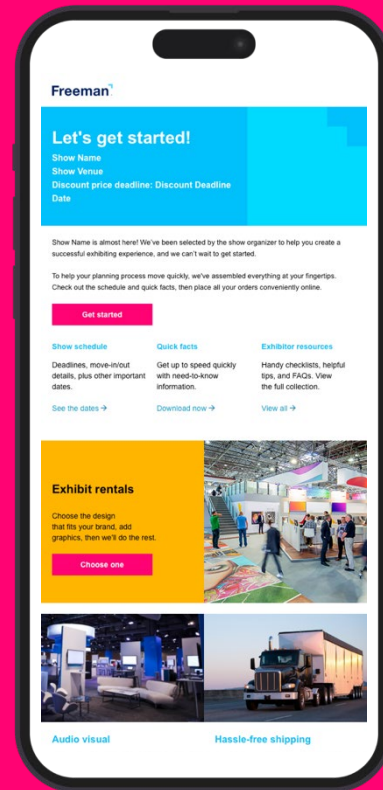 Freeman
Let's get started!
Show Name
Show Venue
Discount price deadline: Discount Deadline
Date
Show Name is almost here! We've been selected by the show organizer to help you create a
successful exhibiting experience, and we can't wait to get started.
To help your planning process move quickly, we've assembled everything at your fingertips.
Check out the schedule and quick facts, then place all your orders conveniently online.
Get started
Show schedule
Deadlines, move-in/out
details, plus other important
dates.
See the dates →
Quick facts
Get up to speed quickly
with need-to-know
information.
Download now →
Exhibitor resources
Handy checklists, helpful
tips, and FAQs. View
the full collection.
View all →
Exhibit rentals
Choose the design
that fits your brand, add
graphics, then we'll do the rest.
Choose one
Audio visual
Hassle-free shipping